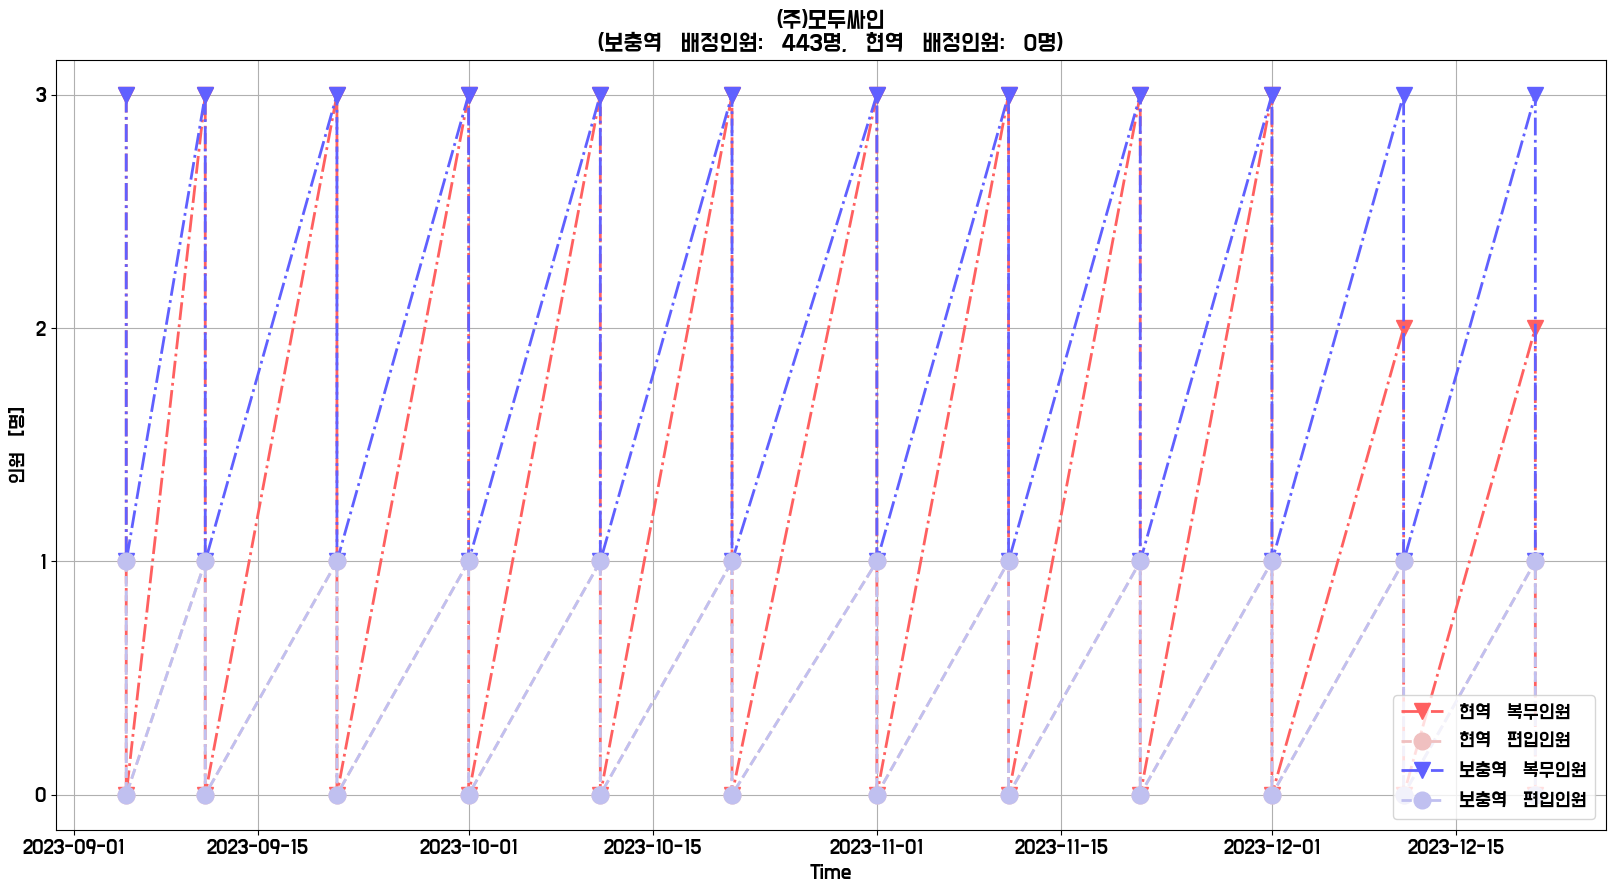 (주)모두싸인
(보충역 배정인원: 443명, 현역 배정인원: 0명)
인원 [명]
3
2
1
0
2023-09-01 2023-09-15 2023-10-01 2023-10-15 2023-11-01 2023-11-15 2023-12-01 2023-12-15
Time
현역 복무인원
현역 편입인원
보충역 복무인원
보충역 편입인원